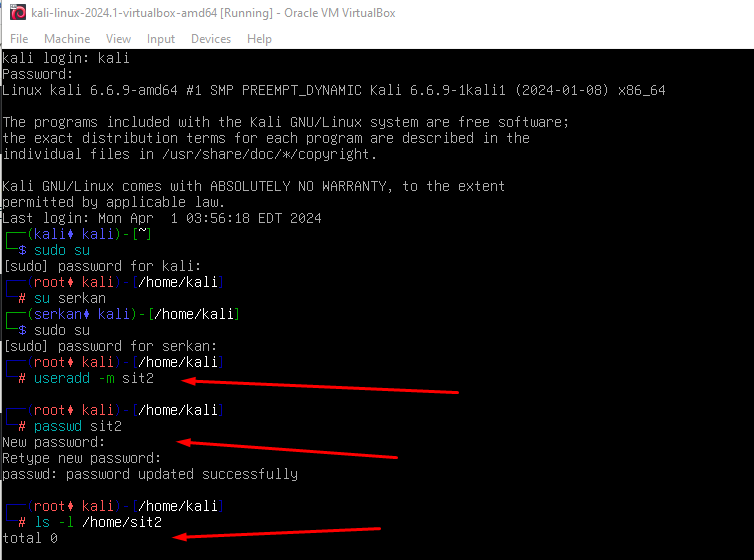 kali-linux-2024.1-virtualbox-amd64 [Running] - Oracle VM VirtualBox
File Machine View Input Devices Help
kali login: kali
Password:
Linux kali 6.6.9-amd64 #1 SMP PREEMPT_DYNAMIC Kali 6.6.9-1kali1 (2024-01-08) x86_64

The programs included with the Kali GNU/Linux system are free software;
the exact distribution terms for each program are described in the
individual files in /usr/share/doc/*/copyright.

Kali GNU/Linux comes with ABSOLUTELY NO WARRANTY, to the extent
permitted by applicable law.
Last login: Mon Apr  1 03:56:18 EDT 2024
┌──(kali♦ kali)-[~]
└─$ sudo su
[sudo] password for kali:
┌──(root♦ kali)-[/home/kali]
└─# su serkan
┌──(serkan♦ kali)-[/home/kali]
└─$ sudo su
[sudo] password for serkan:
┌──(root♦ kali)-[/home/kali]
└─# useradd -m sit2

┌──(root♦ kali)-[/home/kali]
└─# passwd sit2
New password:
Retype new password:
passwd: password updated successfully

┌──(root♦ kali)-[/home/kali]
└─# ls -l /home/sit2
total 0